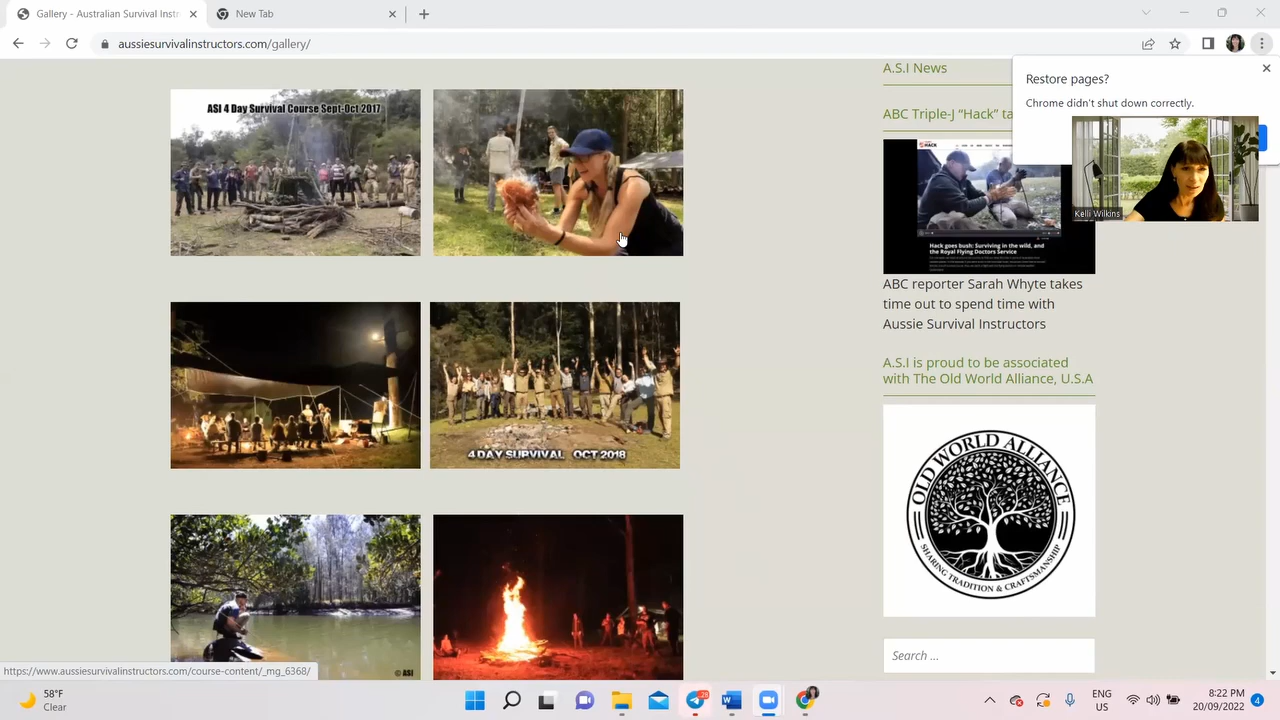 Gallery - Australian Survival Inst
New Tab
aussiesurvivalinstructors.com/gallery/
Restore pages?
Chrome didn't shut down correctly.
Kelli Wilkins
ASI 4 Day Survival Course Sept-Oct 2017
4 DAY SURVIVAL OCT 2018
© ASI
A.S.I News
ABC Triple-J "Hack" ta
HACK
Hack goes bush: Surviving in the wild, and
the Royal Flying Doctors Service
ABC reporter Sarah Whyte takes
time out to spend time with
Aussie Survival Instructors
A.S.I is proud to be associated
with The Old World Alliance, U.S.A
OLD WORLD ALLIANCE
SHARING TRADITION & CRAFTSMANSHIP
Search ...
https://www.aussiesurvivalinstructors.com/course-content/_mg_6368/
58°F
Clear
28
ENG
US
8:22 PM
20/09/2022
4